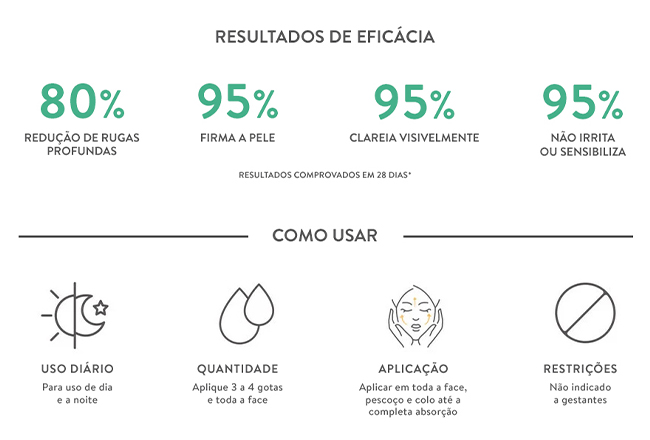 RESULTADOS DE EFICÁCIA
80%
95%
95%
95%
REDUÇÃO DE RUGAS
PROFUNDAS
FIRMA A PELE
CLAREIA VISIVELMENTE
NÃO IRRITA
OU SENSIBILIZA
RESULTADOS COMPROVADOS EM 28 DIAS*
COMO USAR
USO DIÁRIO
Para uso de dia
e a noite
QUANTIDADE
Aplique 3 a 4 gotas
e toda a face
APLICAÇÃO
Aplicar em toda a face,
pescoço e colo até a
completa absorção
RESTRIÇÕES
Não indicado
a gestantes